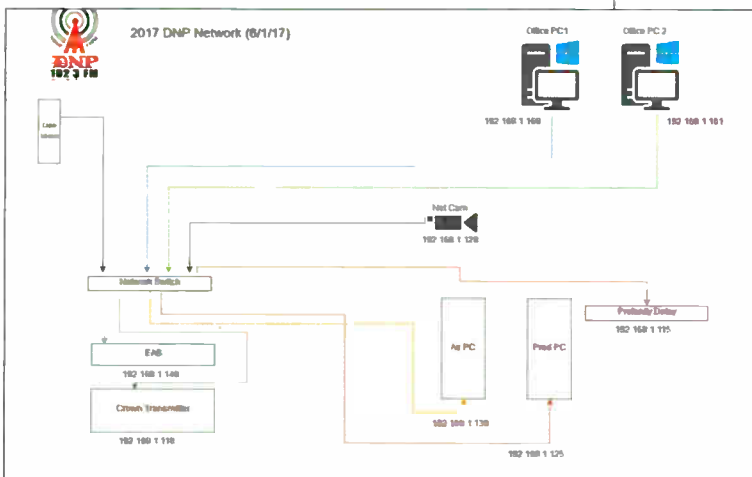 2017 DNP Network (6/1/17)
DNP
102 3 FM
Office PC1
Office PC 2
192 168 1 160
192 168 1 161
Net Cam
192 168 1 120
Network Switch
Profanity Delay
192 168 1 115
Air PC
Prod PC
EAS
192 168 1 140
Crown Transmitter
192 168 1 110
192 168 1 130
192 168 1 125